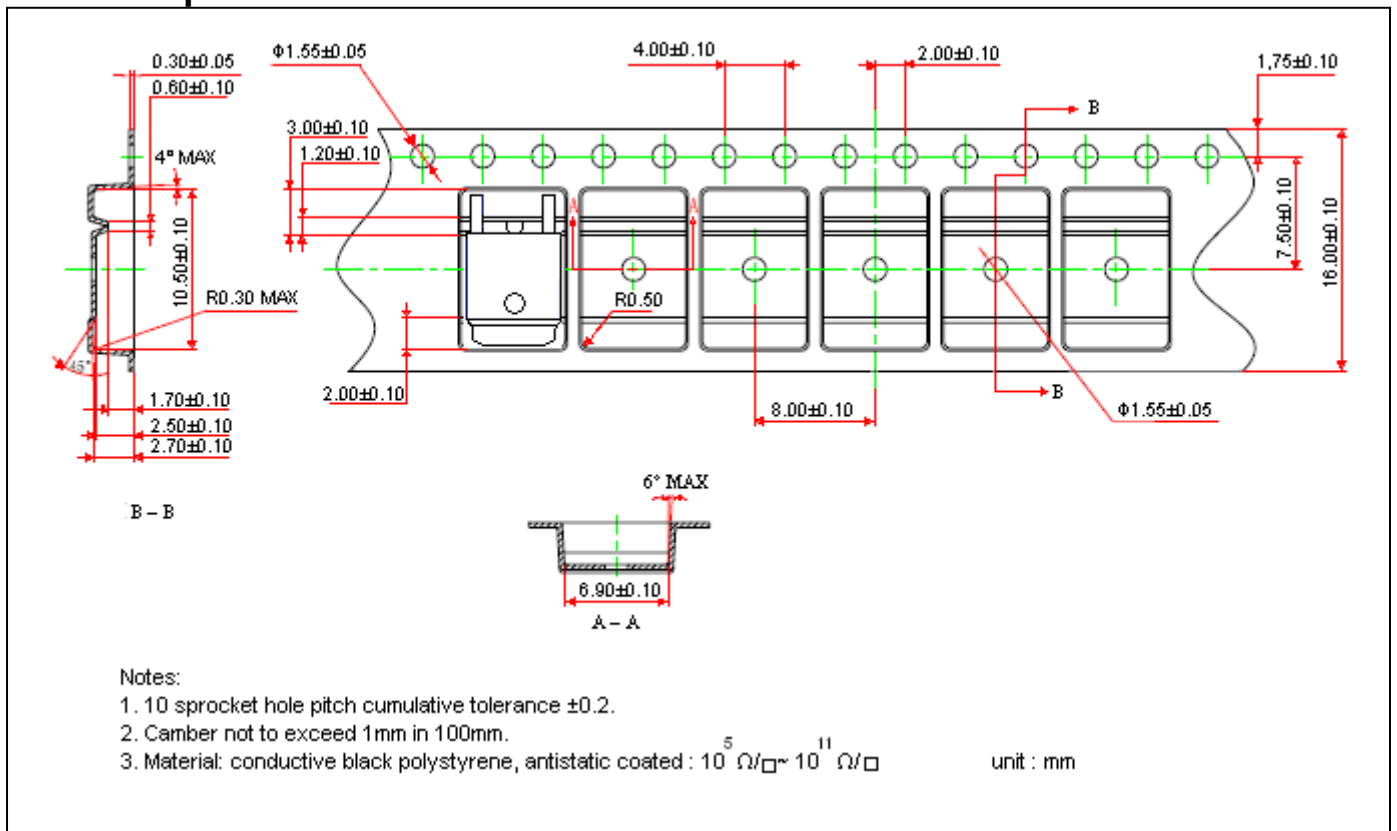 0.30±0.05
0.60±0.10
Φ1.55±0.05
4.00±0.10
2.00±0.10
1,75±0.10
B
3.00±0.10
1.20±0.10
4° MAX
A
A
10.50±0.10
7.50±0.10
16.00±0.10
R0.30 MAX
R0.50
45°
2.00±0.10
1.70±0.10
8.00±0.10
B
Φ1.55±0.05
2.50±0.10
2.70±0.10
B – B
6° MAX
6.90±0.10
A – A
Notes:
1. 10 sprocket hole pitch cumulative tolerance ±0.2.
2. Camber not to exceed 1mm in 100mm.
3. Material: conductive black polystyrene, antistatic coated : 10^5 Ω/□~ 10^11 Ω/□ unit : mm